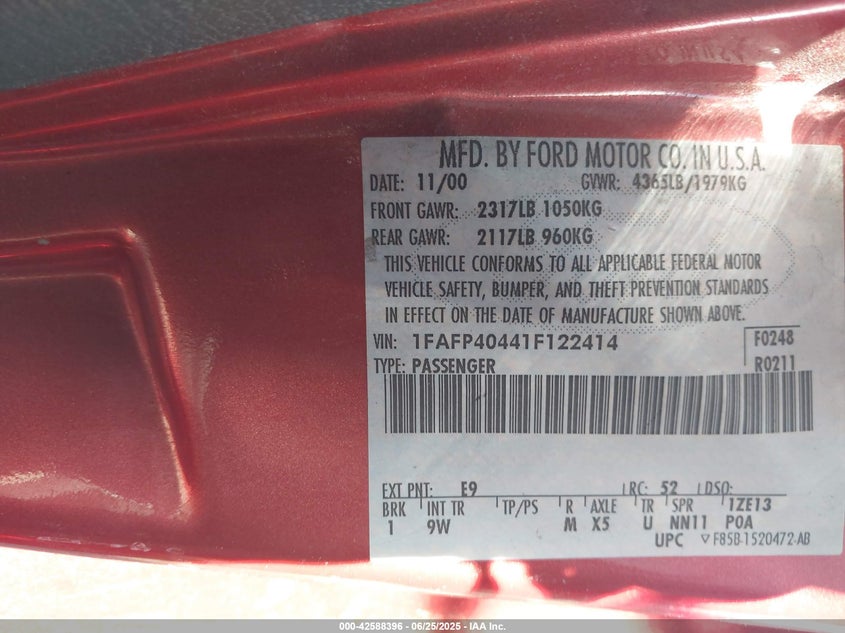 MFD. BY FORD MOTOR CO. IN U.S.A.
DATE: 11/00 GVWR: 4365LB/1979KG
FRONT GAWR: 2317LB 1050KG
REAR GAWR: 2117LB 960KG
THIS VEHICLE CONFORMS TO ALL APPLICABLE FEDERAL MOTOR
VEHICLE SAFETY, BUMPER, AND THEFT PREVENTION STANDARDS
IN EFFECT ON THE DATE OF MANUFACTURE SHOWN ABOVE.
VIN: 1FAFP40441F122414 F0248
TYPE: PASSENGER R0211
EXT PNT: E9 RC: 52 DSO:
BRK INT TR TP/PS R AXLE TR SPR 1ZE13
1 9W M X5 U NN11 POA
UPC F85B-1520472-AB
000-42588396 - 06/25/2025 - IAA Inc.